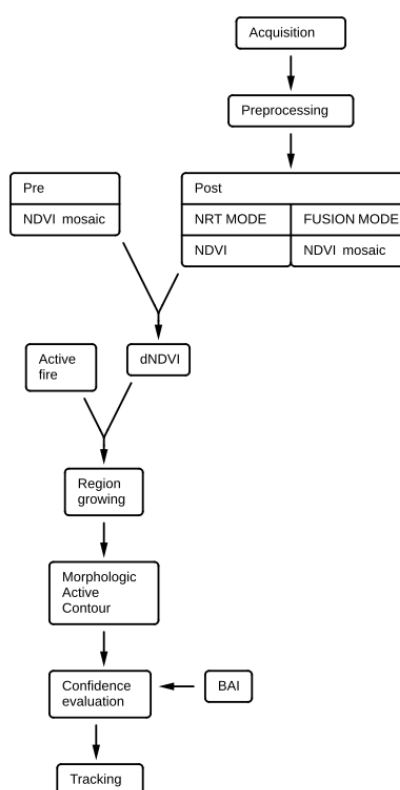 Acquisition
Preprocessing
Pre
NDVI mosaic
Post
NRT MODE
FUSION MODE
NDVI
NDVI mosaic
Active
fire
dNDVI
Region
growing
Morphologic
Active
Contour
Confidence
evaluation
BAI
Tracking